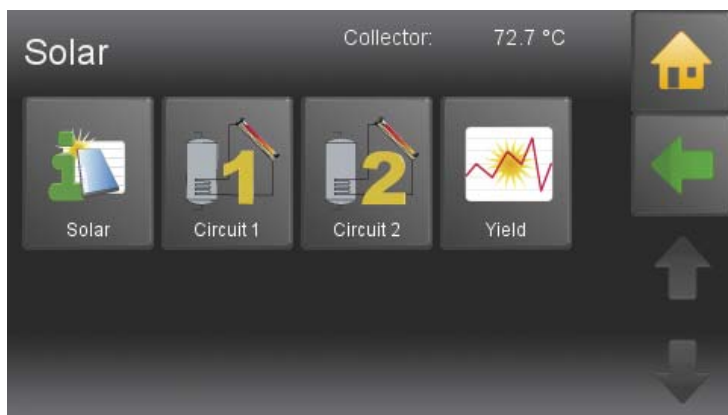 Solar
Collector: 72.7 °C
i
1
2
Solar
Circuit 1
Circuit 2
Yield